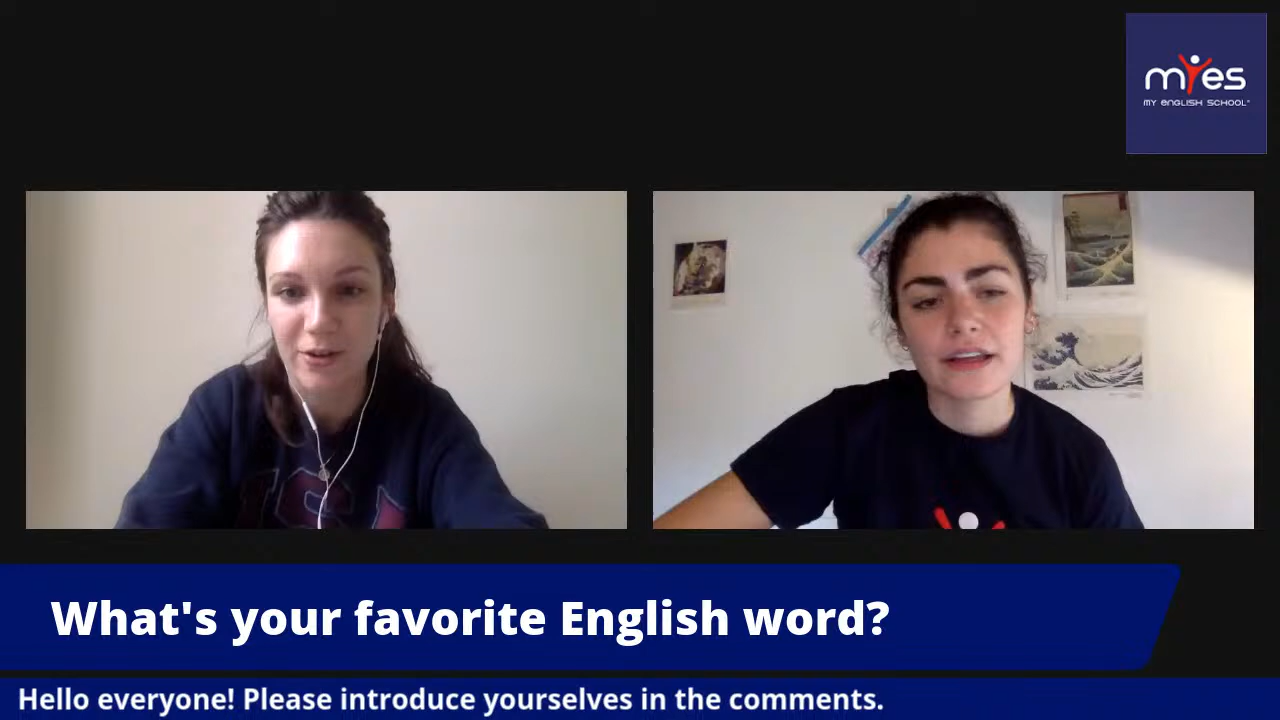 mYes
MY ENGLISH SCHOOL
What's your favorite English word?
Hello everyone! Please introduce yourselves in the comments.